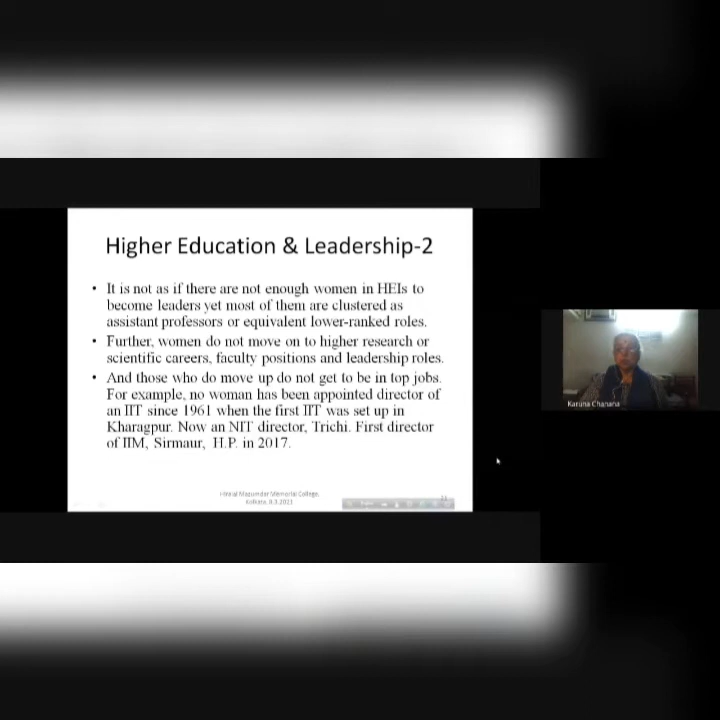 Higher Education & Leadership-2
• It is not as if there are not enough women in HEIs to
become leaders yet most of them are clustered as
assistant professors or equivalent lower-ranked roles.
• Further, women do not move on to higher research or
scientific careers, faculty positions and leadership roles.
• And those who do move up do not get to be in top jobs.
For example, no woman has been appointed director of
an IIT since 1961 when the first IIT was set up in
Kharagpur. Now an NIT director, Trichi. First director
of IIM, Sirmaur, H.P. in 2017.
Mazumdar Memorial College,
Kolkata, 8.3.2021
Karuna Chanana